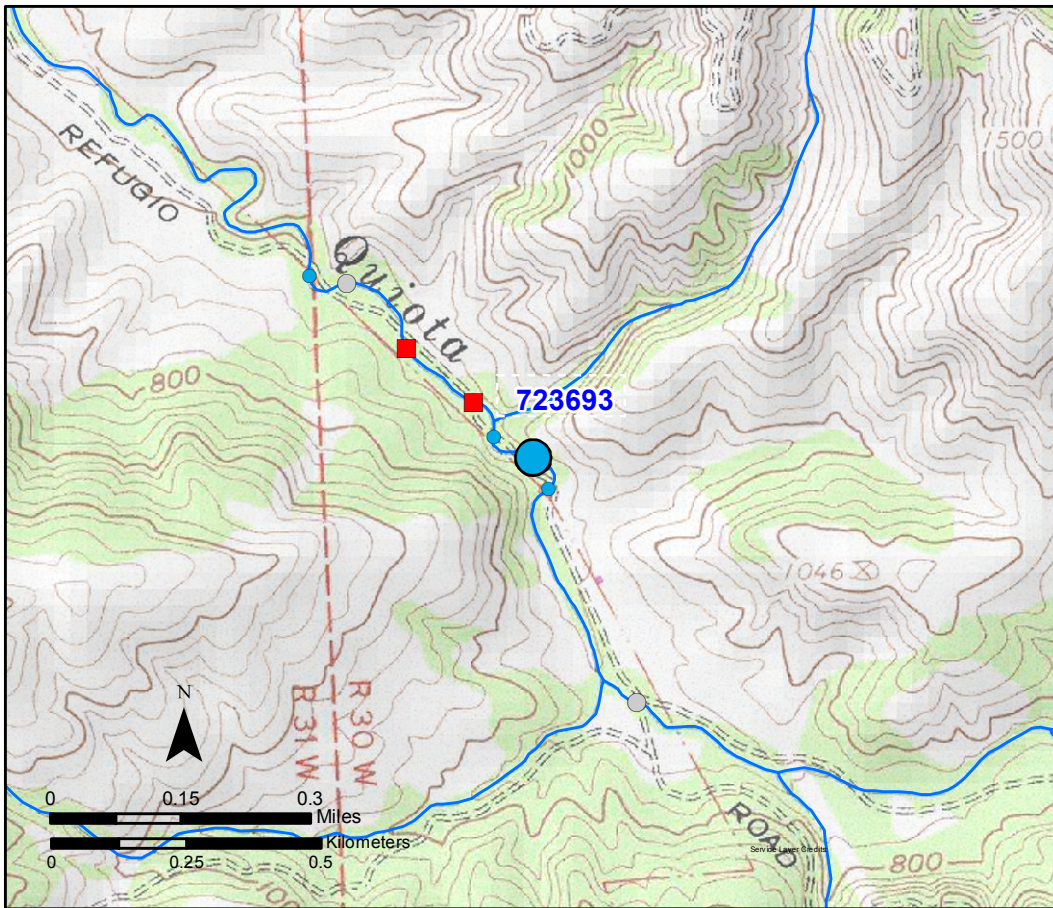 1500
1000
REFUGIO
Quiota
800
723693
1046
N
R 30 W
R 31 W
0 0.15 0.3
Miles
Kilometers
0 0.25 0.5
ROAD
Service Layer Credits:
800